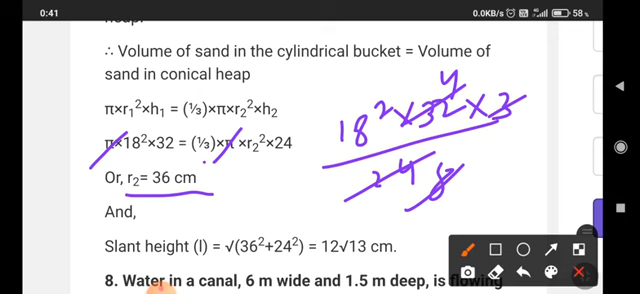 0:41 0.0KB/s 4G 58%
heap.
∴ Volume of sand in the cylindrical bucket = Volume of
sand in conical heap
π×r₁²×h₁ = (⅓)×π×r₂²×h₂
π×18²×32 = (⅓)×π ×r₂²×24
Or, r₂= 36 cm
And,
Slant height (l) = √(36²+24²) = 12√13 cm.
8. Water in a canal, 6 m wide and 1.5 m deep, is flowing
4
18² × 32 × 3
24 8